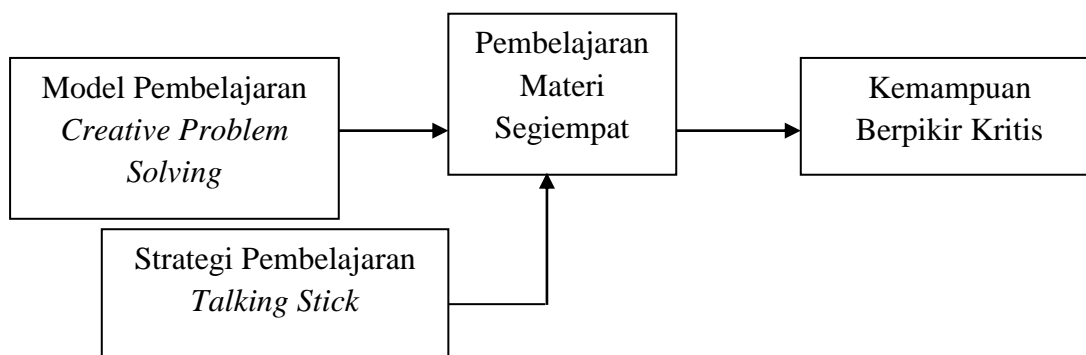 Model Pembelajaran
Creative Problem
Solving
Pembelajaran
Materi
Segiempat
Kemampuan
Berpikir Kritis
Strategi Pembelajaran
Talking Stick